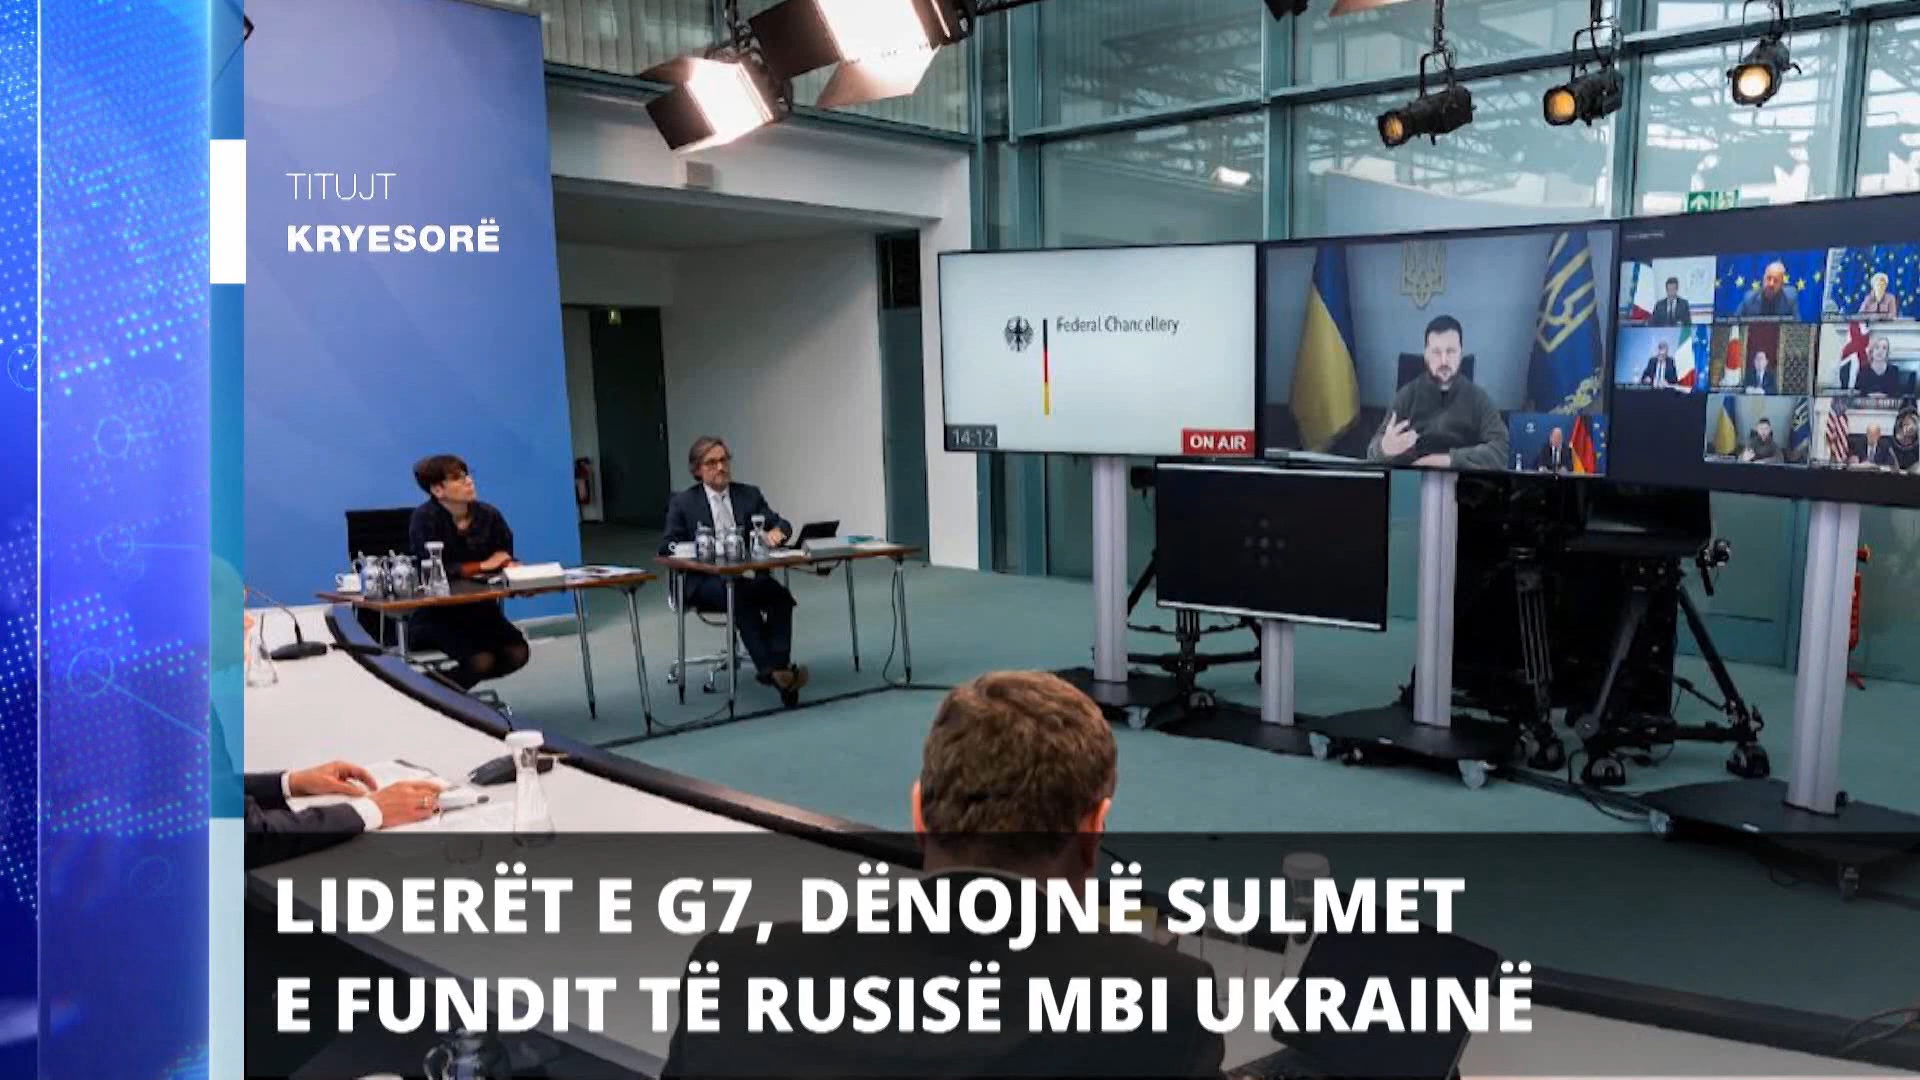 TITUJT
KRYESORË
Federal Chancellery
14:12
ON AIR
LIDERËT E G7, DËNOJNË SULMET
E FUNDIT TË RUSISË MBI UKRAINË